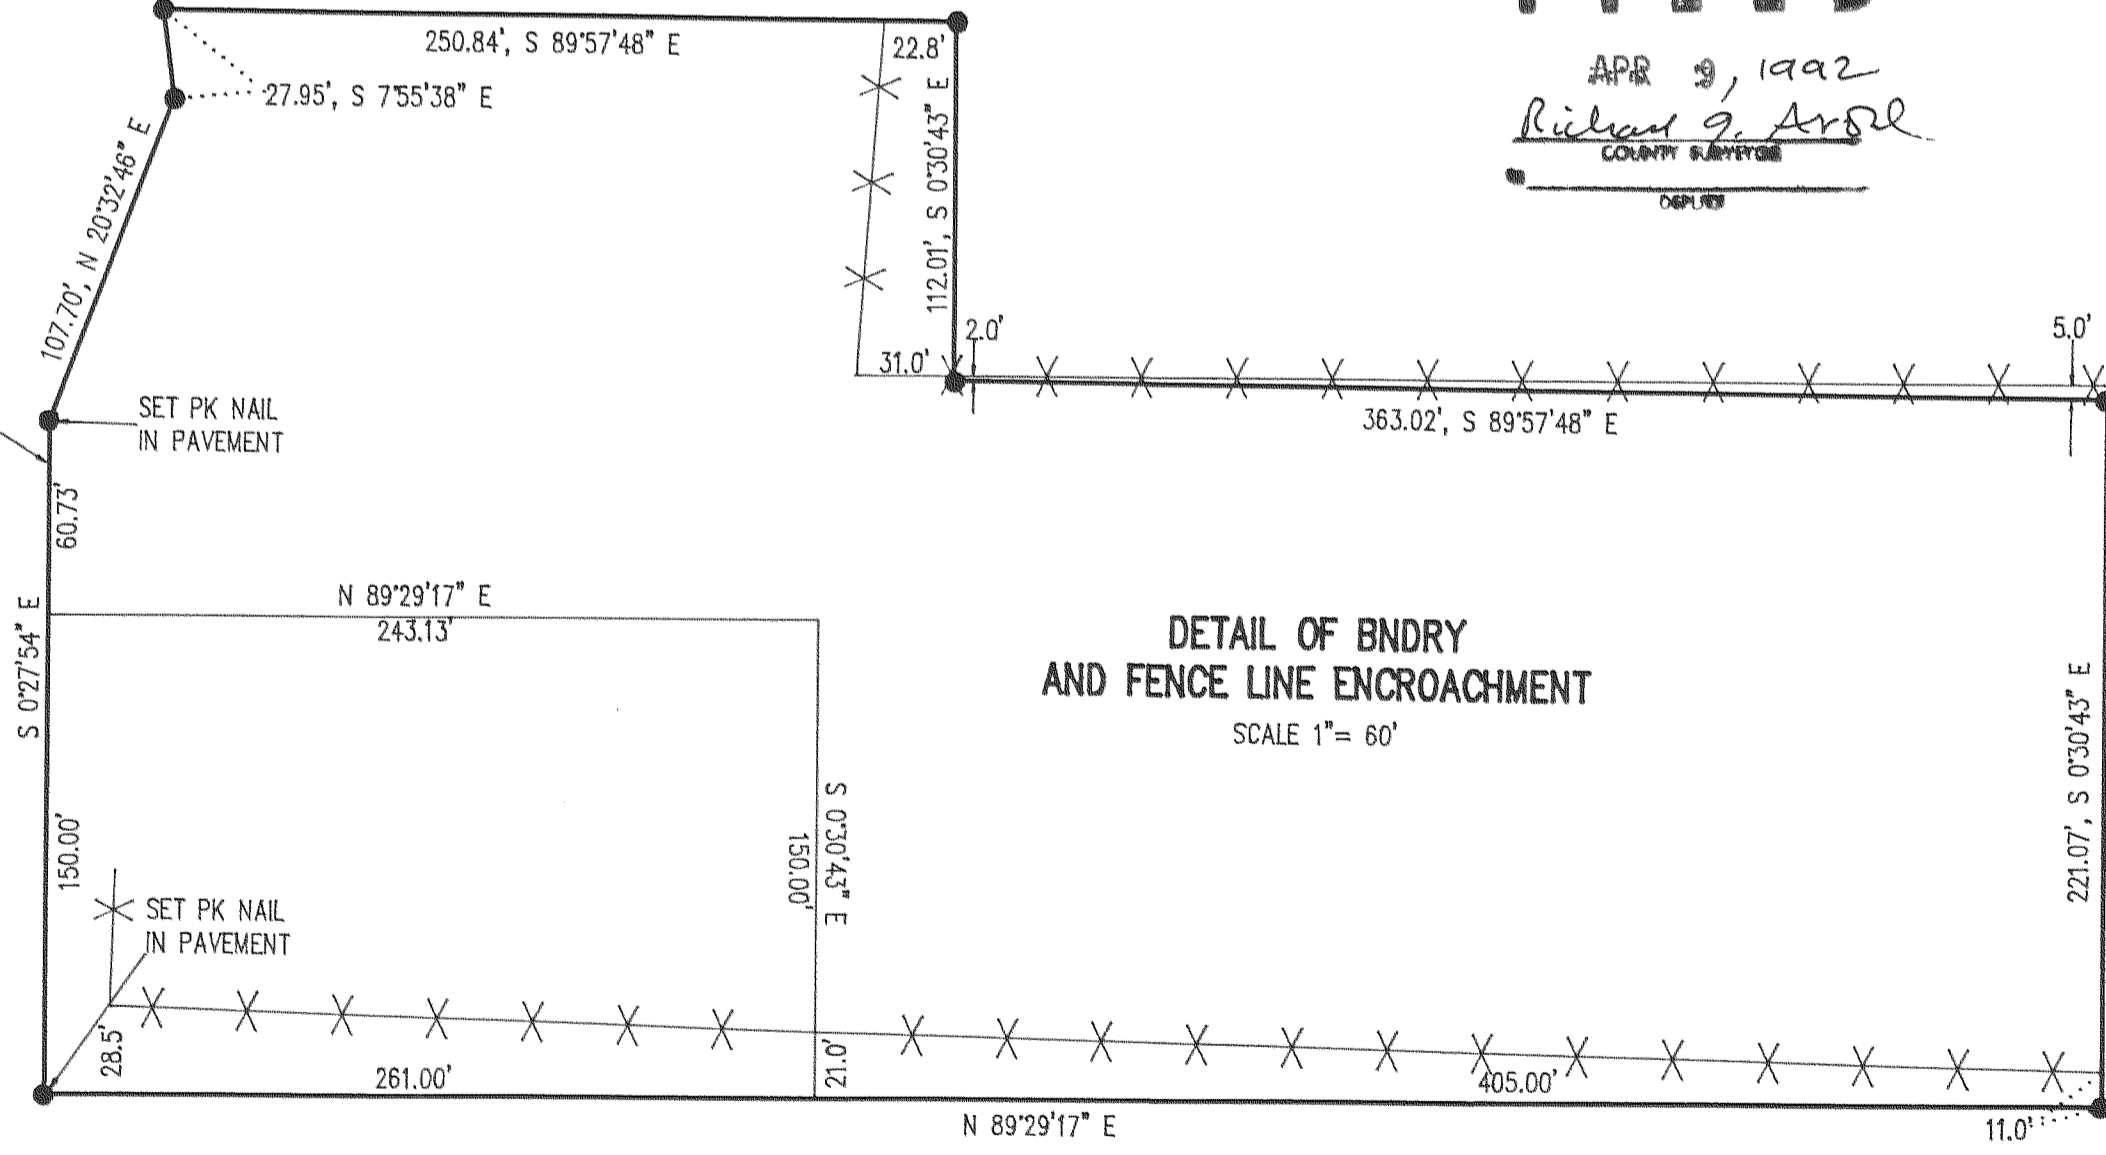 250.84', S 89°57'48" E
22.8'
27.95', S 7°55'38" E
107.70', N 20°32'46" E
112.01', S 0°30'43" E
APR 9, 1992
COUNTY SURVEYOR
DEPUTY
31.0'
2.0'
5.0'
363.02', S 89°57'48" E
SET PK NAIL
IN PAVEMENT
60.73'
S 0°27'54" E
N 89°29'17" E
243.13'
DETAIL OF BNDRY
AND FENCE LINE ENCROACHMENT
SCALE 1"= 60'
221.07', S 0°30'43" E
150.00'
S 0°30'43" E
150.00'
SET PK NAIL
IN PAVEMENT
28.5'
261.00'
21.0'
405.00'
N 89°29'17" E
11.0'